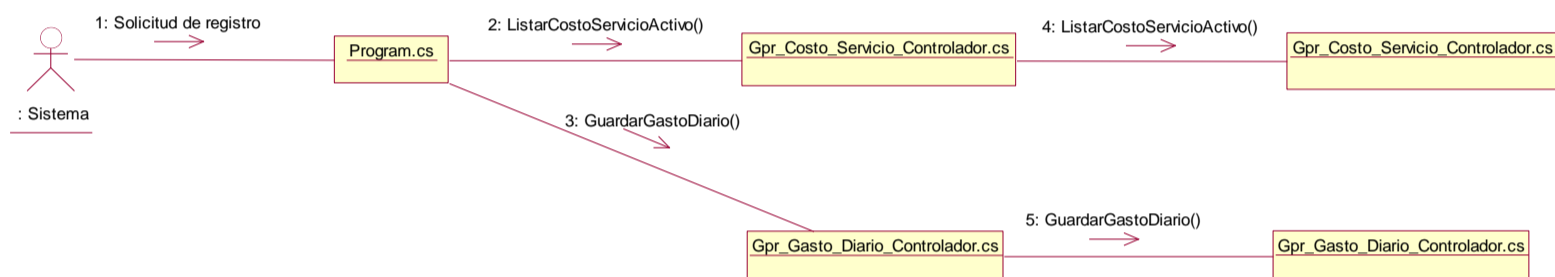 1: Solicitud de registro
2: ListarCostoServicioActivo()
4: ListarCostoServicioActivo()
Program.cs
Gpr_Costo_Servicio_Controlador.cs
Gpr_Costo_Servicio_Controlador.cs
: Sistema
3: GuardarGastoDiario()
5: GuardarGastoDiario()
Gpr_Gasto_Diario_Controlador.cs
Gpr_Gasto_Diario_Controlador.cs